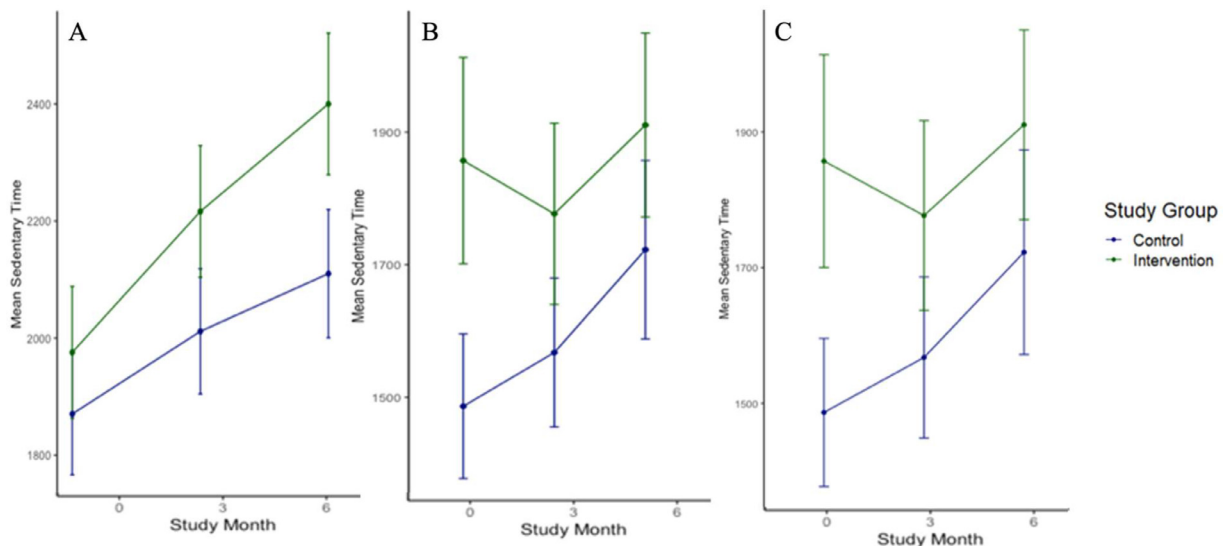 A
Mean Sedentary Time
2400
2200
2000
1800
0 3 6
Study Month
B
Mean Sedentary Time
1900
1700
1500
0 3 6
Study Month
C
Mean Sedentary Time
1900
1700
1500
0 3 6
Study Month
Study Group
Control
Intervention